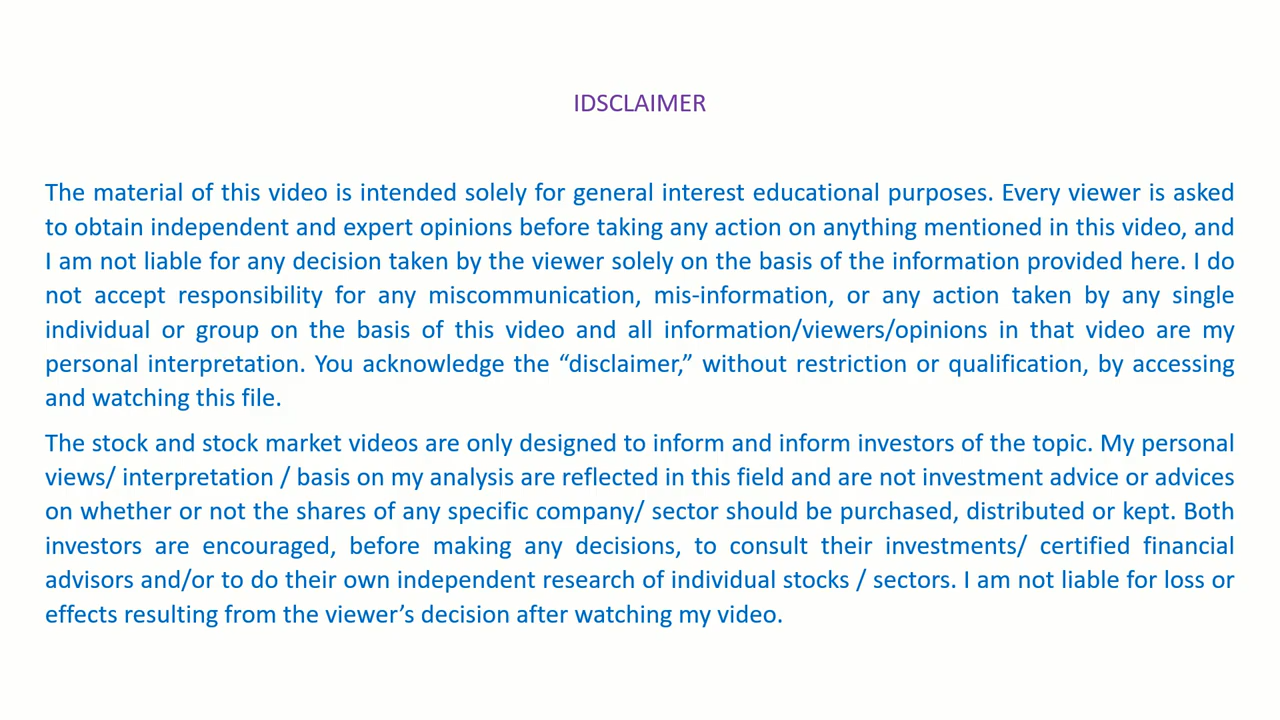 IDSCLAIMER
The material of this video is intended solely for general interest educational purposes. Every viewer is asked
to obtain independent and expert opinions before taking any action on anything mentioned in this video, and
I am not liable for any decision taken by the viewer solely on the basis of the information provided here. I do
not accept responsibility for any miscommunication, mis-information, or any action taken by any single
individual or group on the basis of this video and all information/viewers/opinions in that video are my
personal interpretation. You acknowledge the “disclaimer,” without restriction or qualification, by accessing
and watching this file.
The stock and stock market videos are only designed to inform and inform investors of the topic. My personal
views/ interpretation / basis on my analysis are reflected in this field and are not investment advice or advices
on whether or not the shares of any specific company/ sector should be purchased, distributed or kept. Both
investors are encouraged, before making any decisions, to consult their investments/ certified financial
advisors and/or to do their own independent research of individual stocks / sectors. I am not liable for loss or
effects resulting from the viewer’s decision after watching my video.